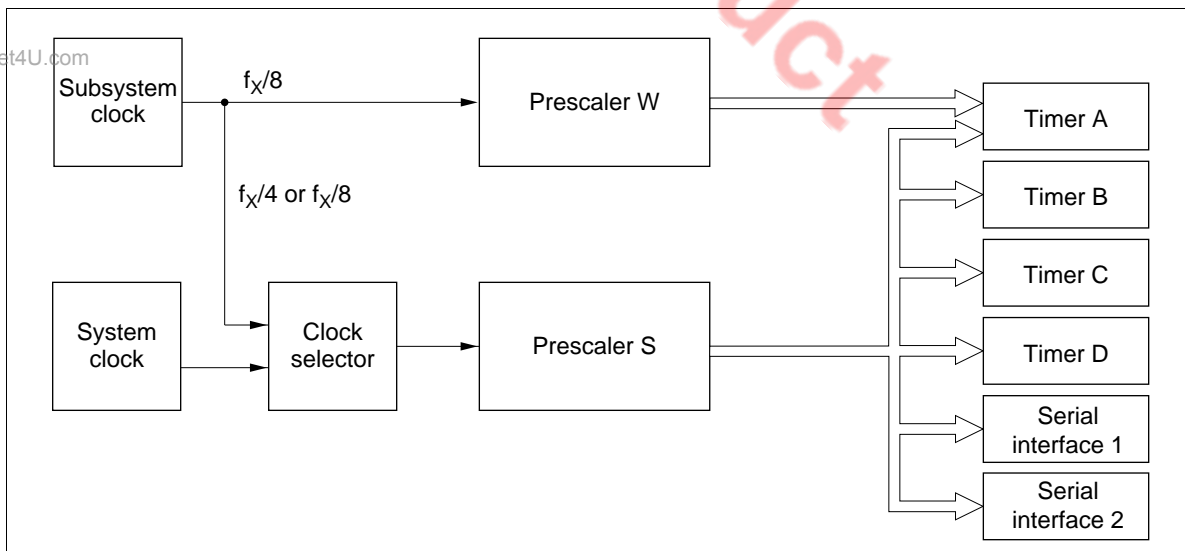 uct
et4U.com
Subsystem
clock
fX/8
Prescaler W
Timer A
fX/4 or fX/8
Timer B
Timer C
System
clock
Clock
selector
Prescaler S
Timer D
Serial
interface 1
Serial
interface 2